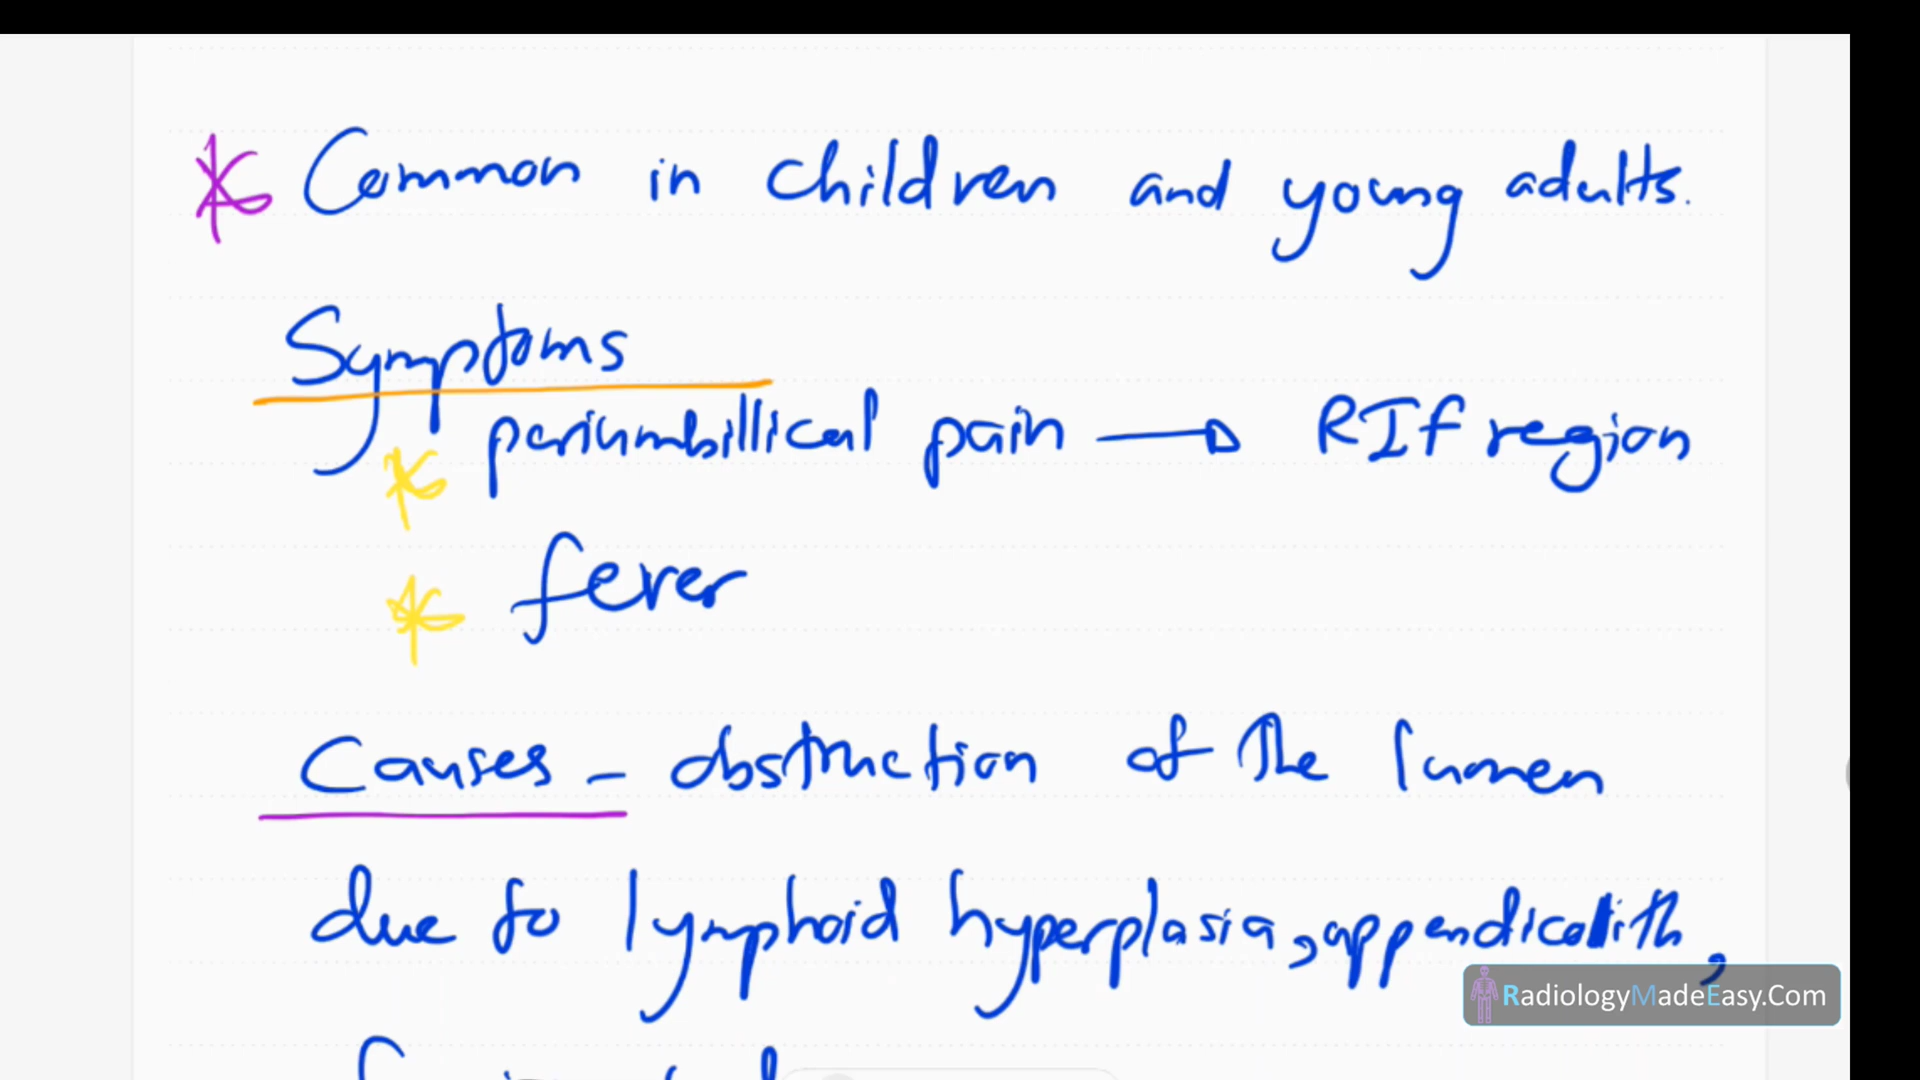 * Common in children and young adults.
Symptoms
* periumbillical pain → RIF region
* fever
Causes - obstruction of the lumen
due to lymphoid hyperplasia, appendicolith,
RadiologyMadeEasy.Com